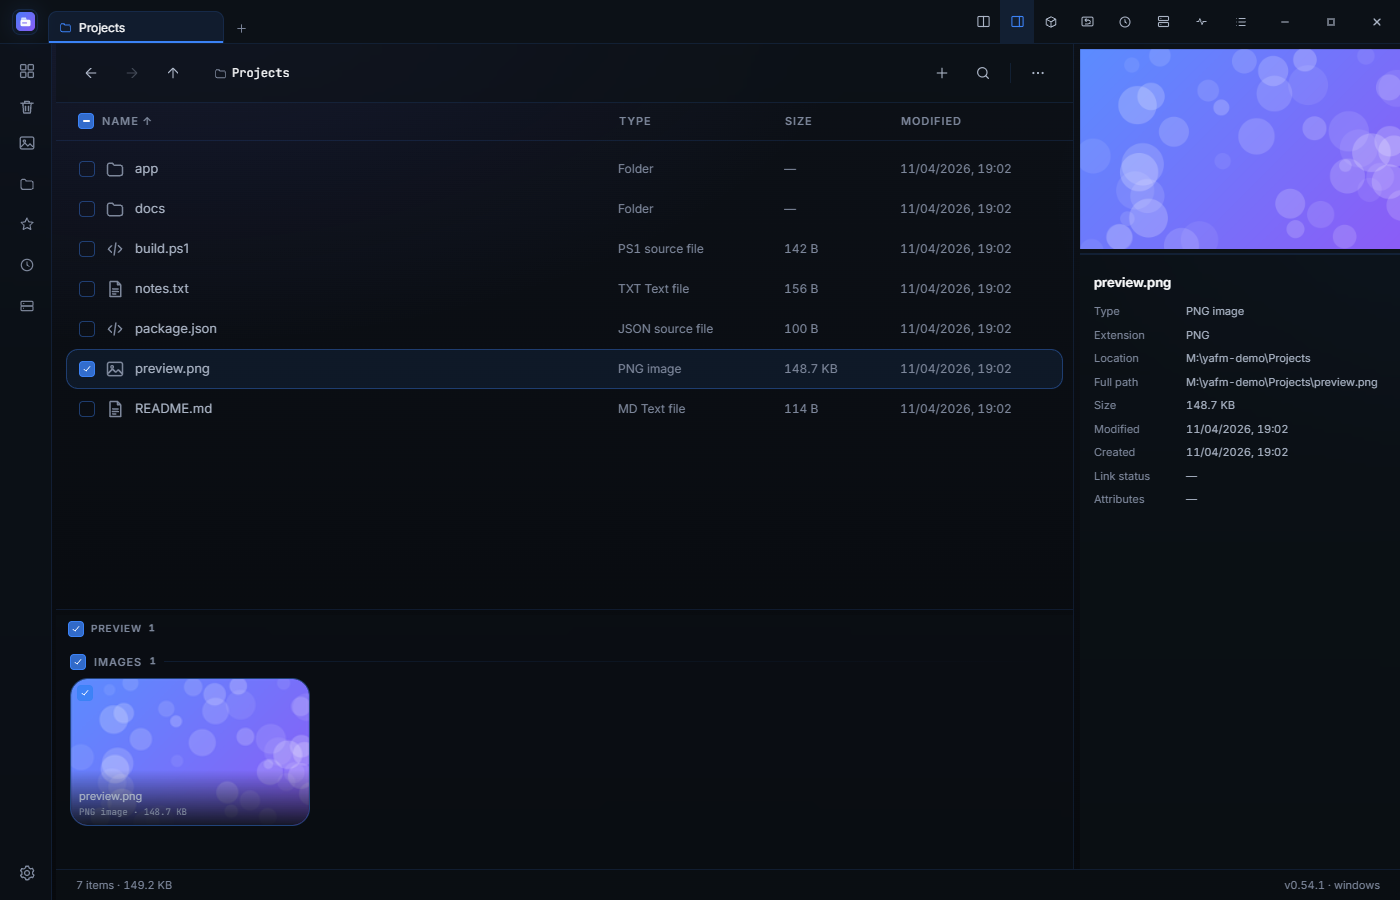 Projects
Projects
NAME ↑ TYPE SIZE MODIFIED
app Folder — 11/04/2026, 19:02
docs Folder — 11/04/2026, 19:02
build.ps1 PS1 source file 142 B 11/04/2026, 19:02
notes.txt TXT Text file 156 B 11/04/2026, 19:02
package.json JSON source file 100 B 11/04/2026, 19:02
preview.png PNG image 148.7 KB 11/04/2026, 19:02
README.md MD Text file 114 B 11/04/2026, 19:02
PREVIEW 1
IMAGES 1
preview.png
PNG image · 148.7 KB
preview.png
Type PNG image
Extension PNG
Location M:\yafm-demo\Projects
Full path M:\yafm-demo\Projects\preview.png
Size 148.7 KB
Modified 11/04/2026, 19:02
Created 11/04/2026, 19:02
Link status —
Attributes —
7 items · 149.2 KB
v0.54.1 · windows